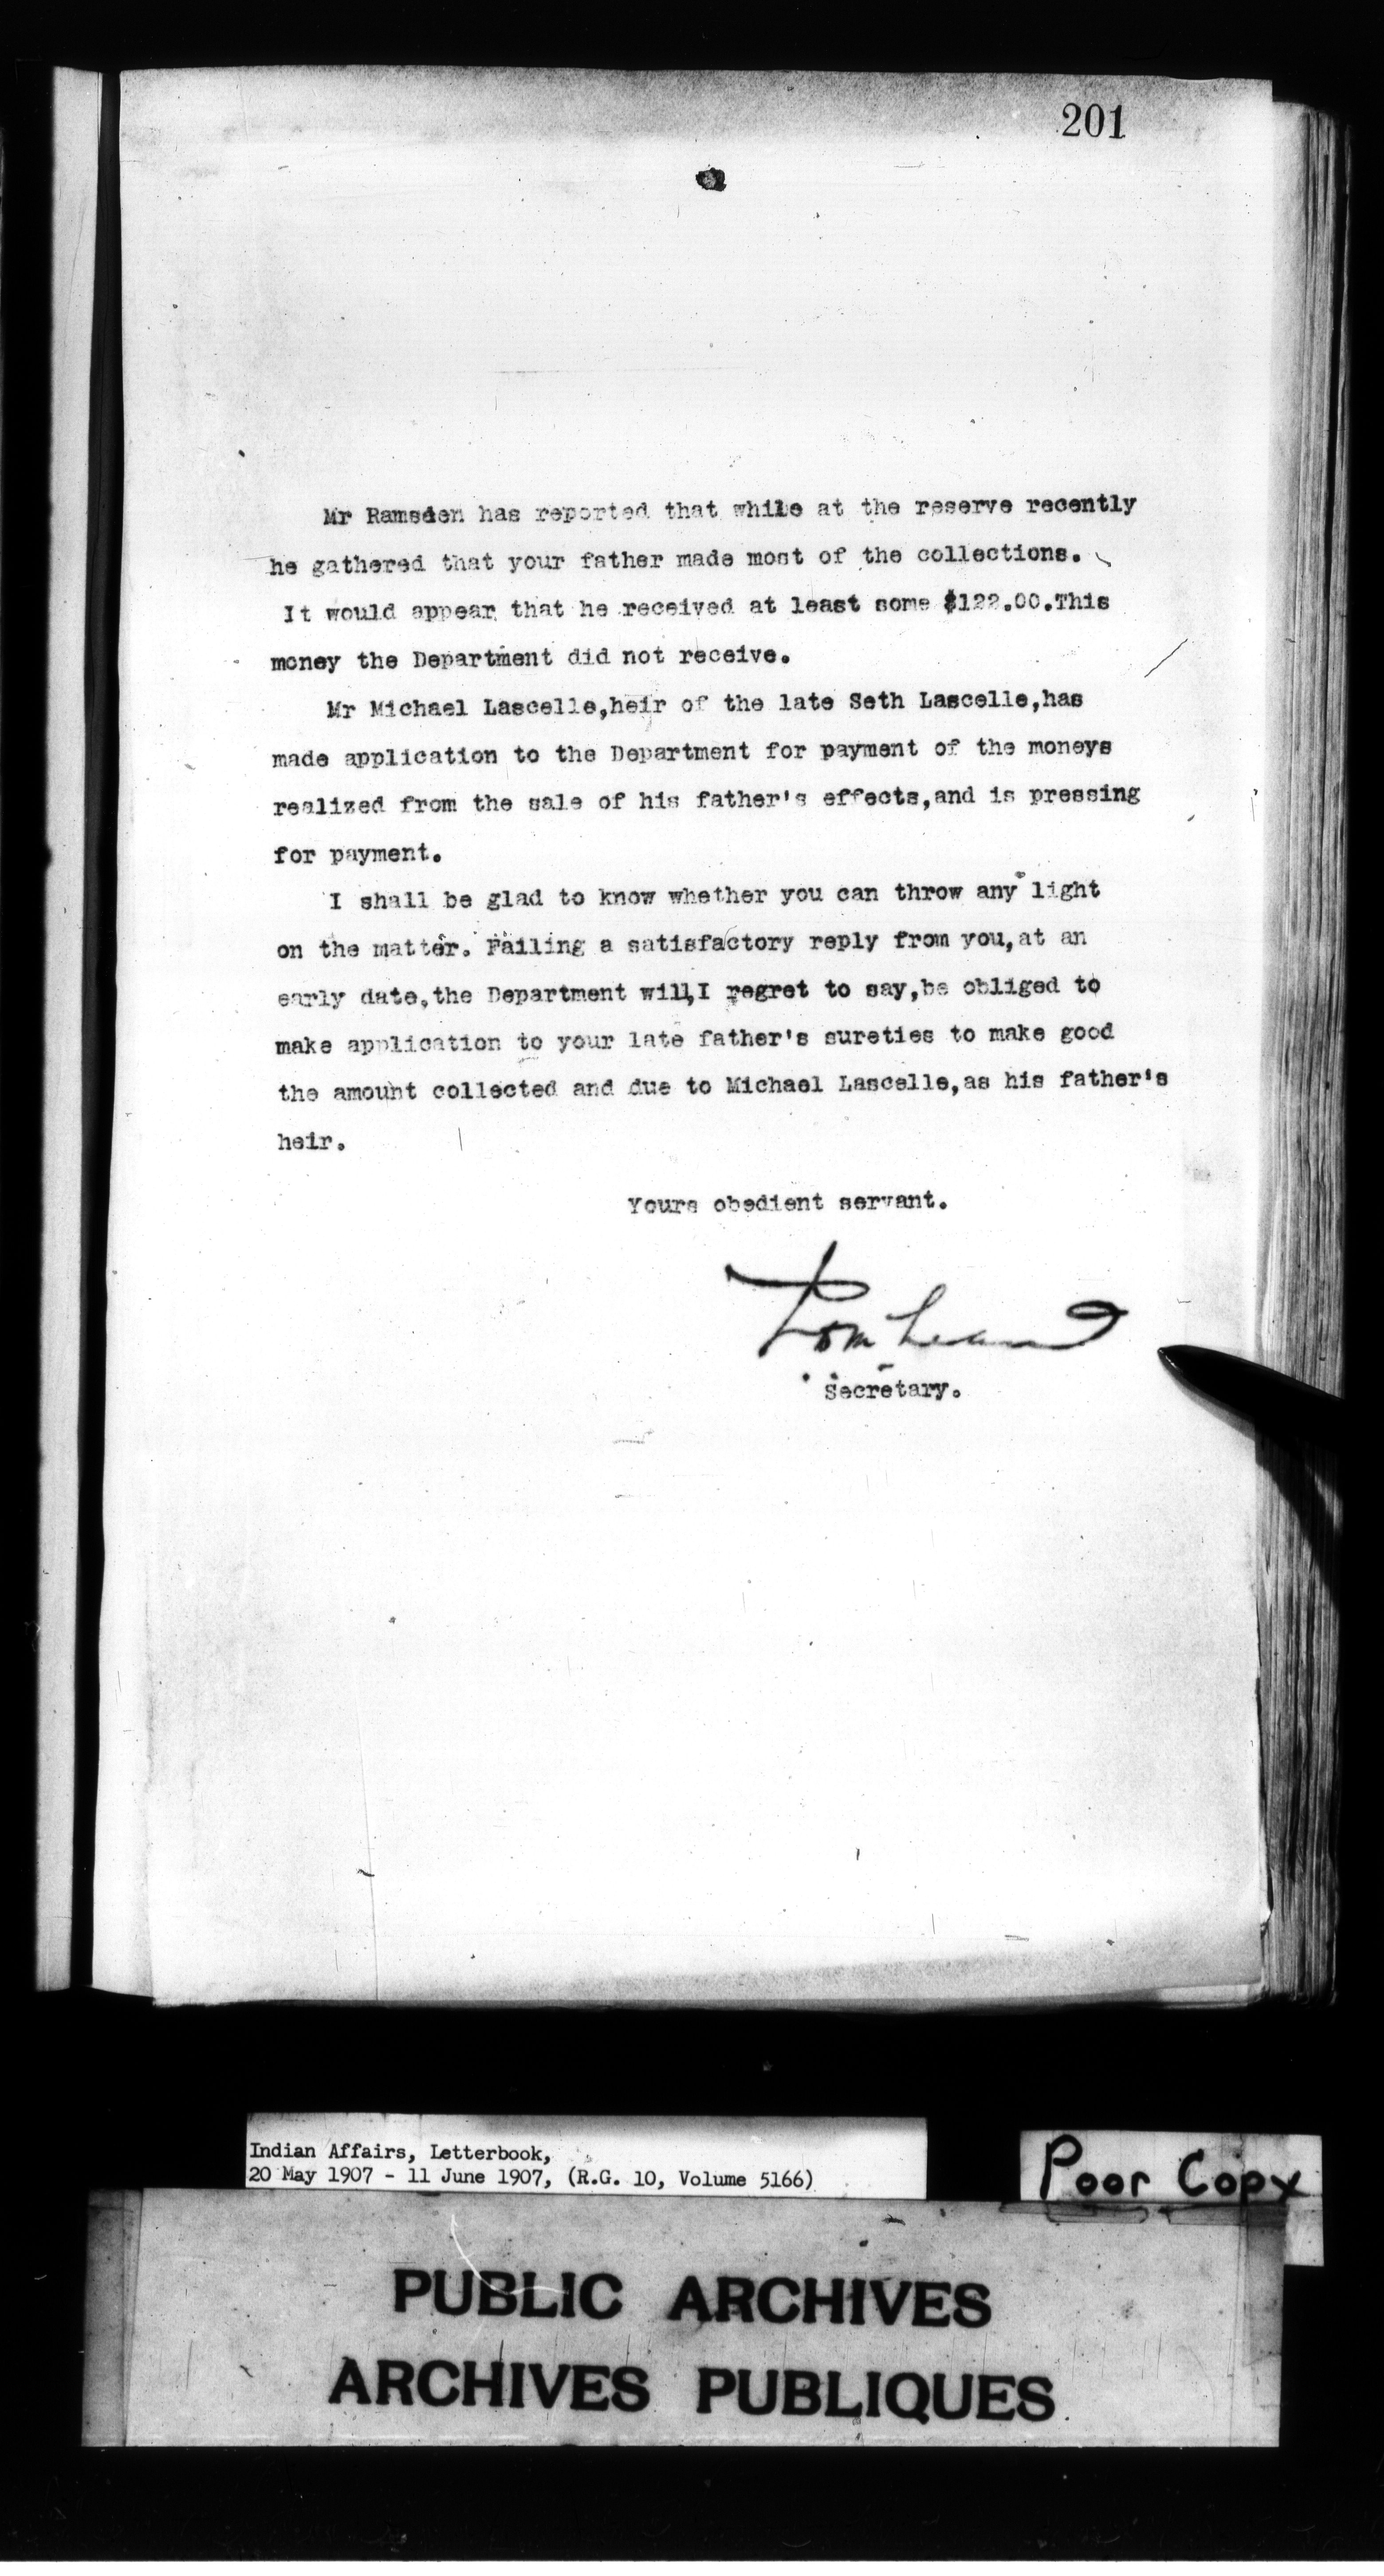 201
Mr Ramsden has reported that while at the reserve recently
he gathered that your father made most of the collections.
It would appear that he received at least some $122.00.This
money the Department did not receive.
Mr Michael Lascelle,heir of the late Seth Lascelle,has
made application to the Department for payment of the moneys
realized from the sale of his father's effects,and is pressing
for payment.
I shall be glad to know whether you can throw any light
on the matter. Failing a satisfactory reply from you,at an
early date,the Department will,I regret to say,be obliged to
make application to your late father's sureties to make good
the amount collected and due to Michael Lascelle,as his father's
heir.
Yours obedient servant.
Secretary.
Indian Affairs, Letterbook,
20 May 1907 - 11 June 1907, (R.G. 10, Volume 5166)
Poor Copy
PUBLIC ARCHIVES
ARCHIVES PUBLIQUES